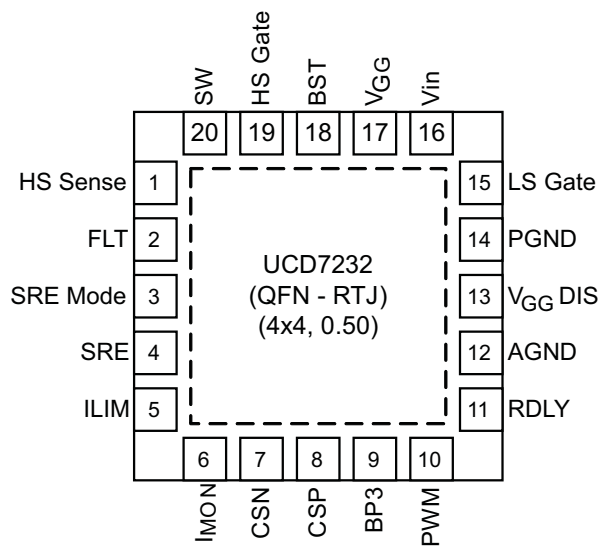 SW
HS Gate
BST
VGG
Vin
20
19
18
17
16
HS Sense 1
15 LS Gate
FLT 2
14 PGND
UCD7232
(QFN - RTJ)
(4x4, 0.50)
SRE Mode 3
13 VGG DIS
SRE 4
12 AGND
ILIM 5
11 RDLY
6
7
8
9
10
IMON
CSN
CSP
BP3
PWM